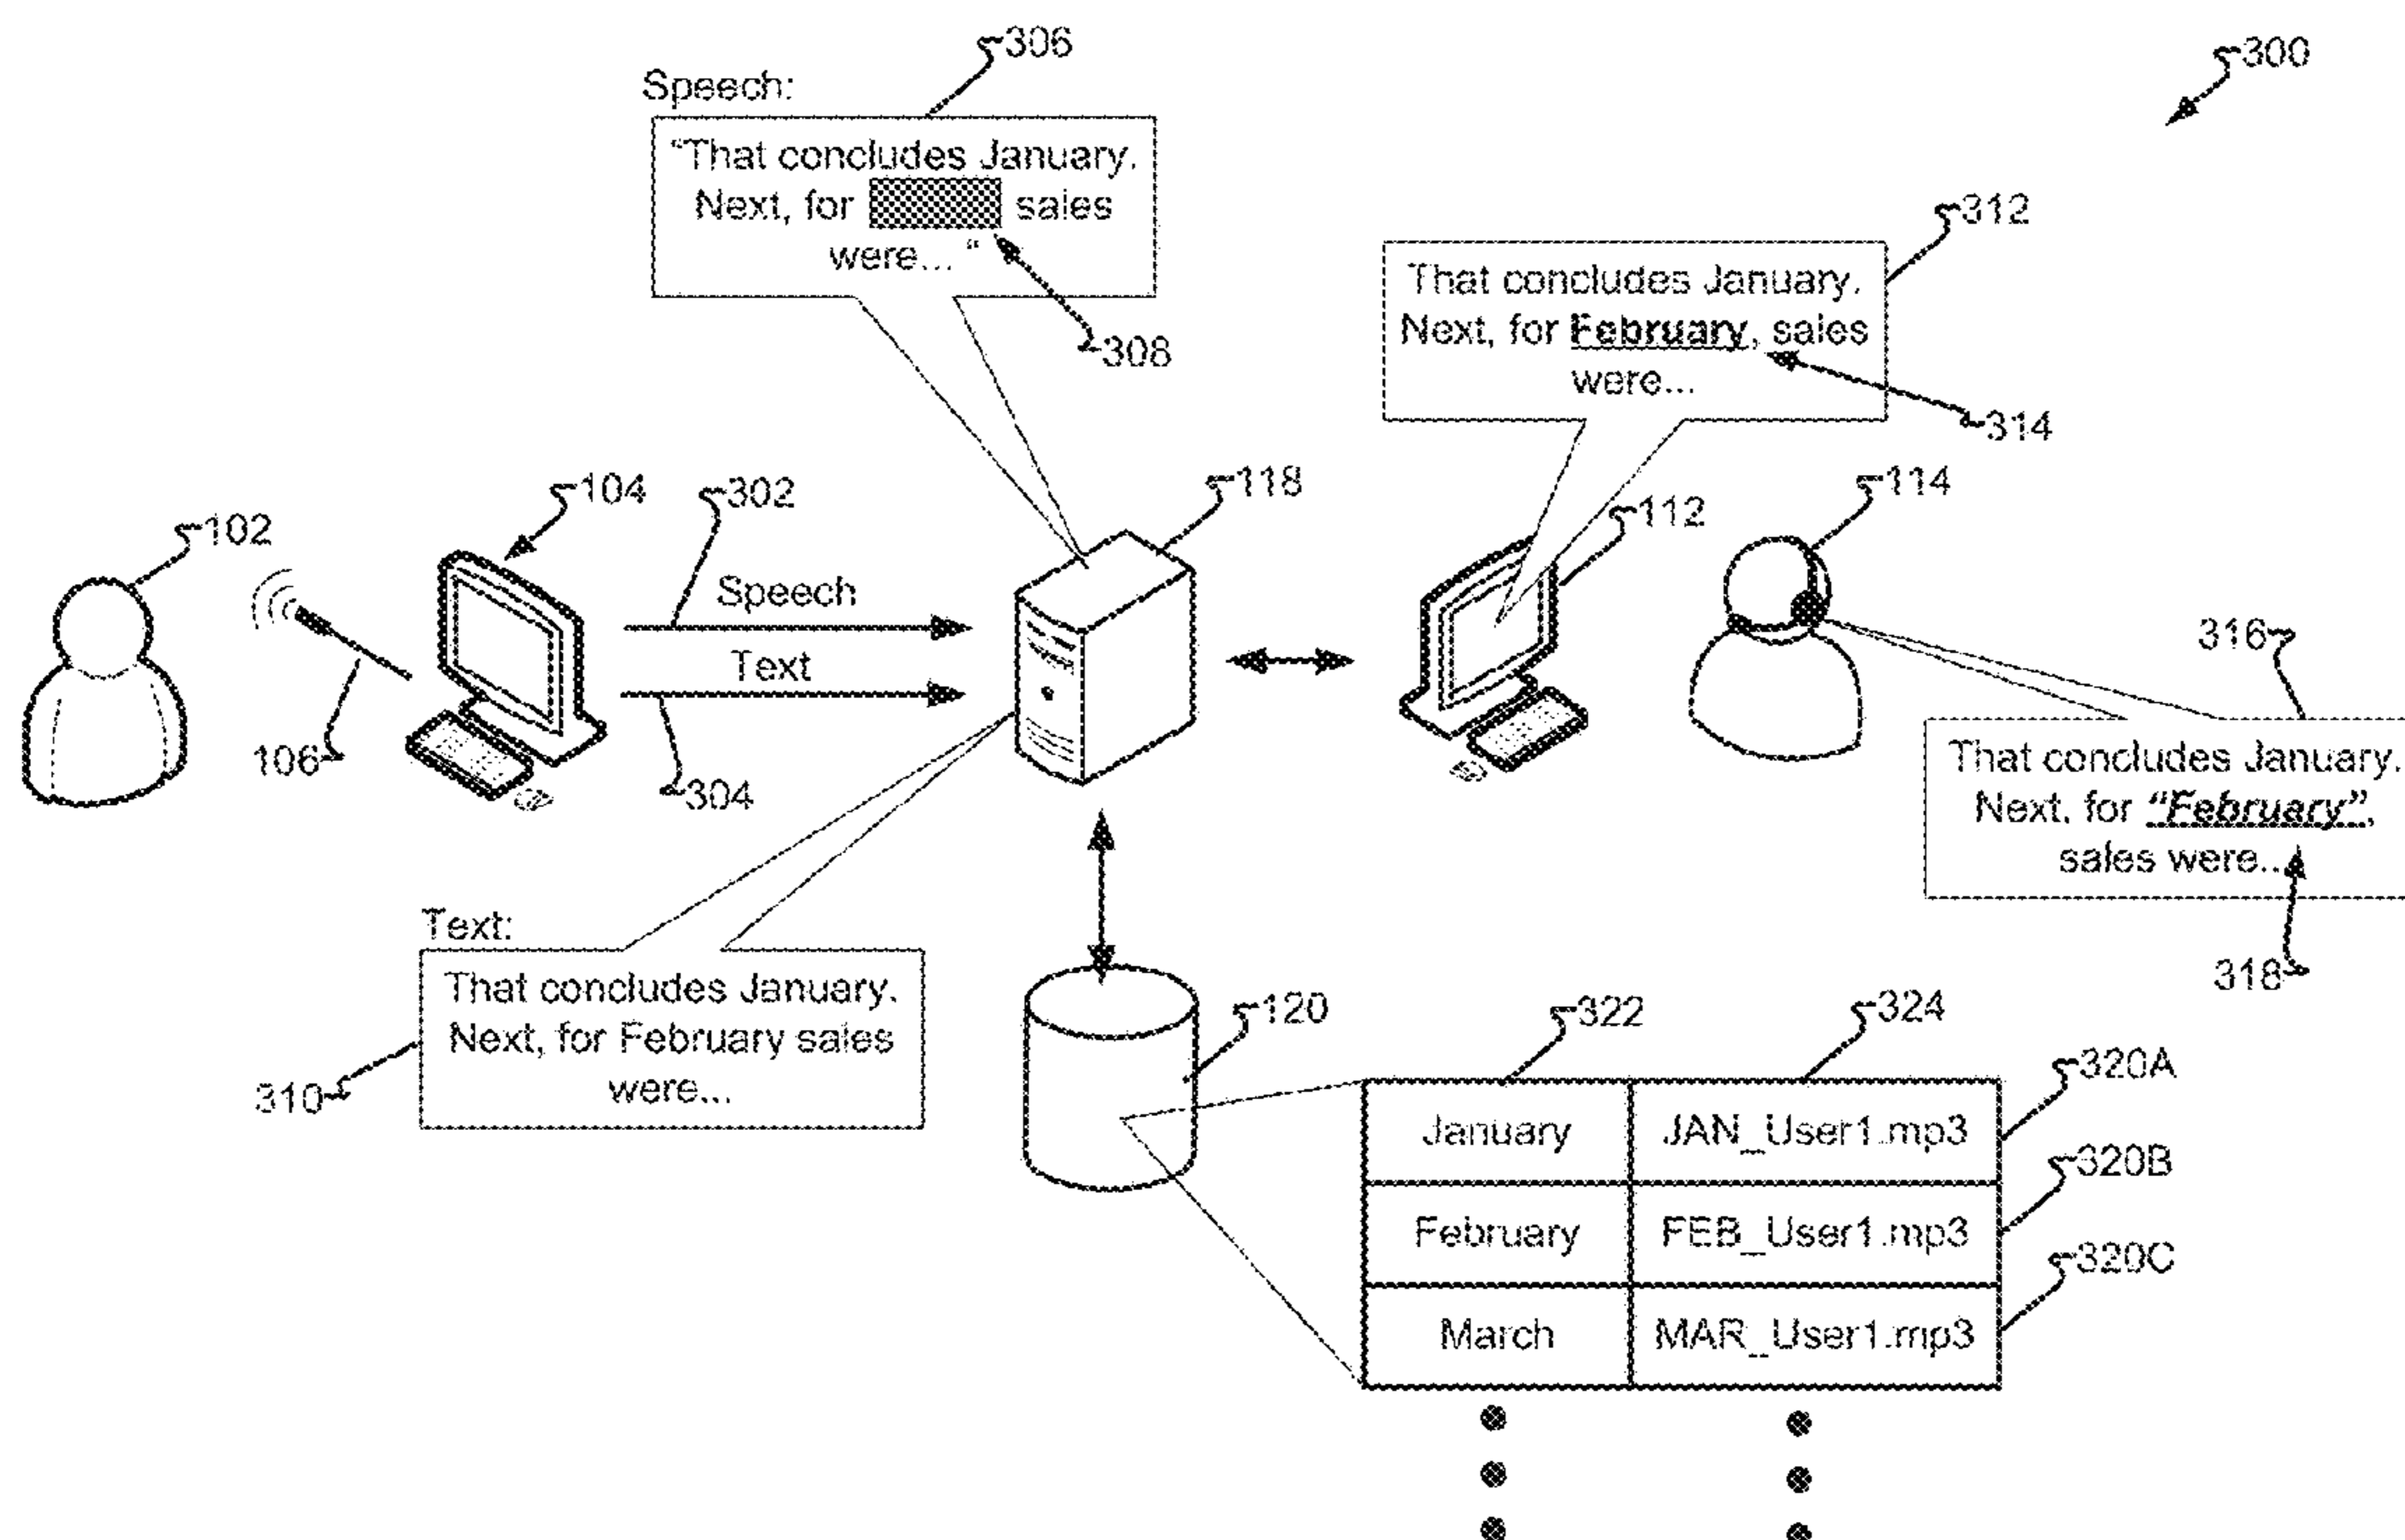 306
300
Speech:
"That concludes January.
Next, for sales
were... "
308
312
That concludes January.
Next, for February, sales
were...
314
102
104
302
118
112
114
Speech
Text
106
304
316
That concludes January.
Next, for "February",
sales were...
318
Text:
That concludes January.
Next, for February sales
were...
310
120
322
324
320A
January JAN_User1.mp3
320B
February FEB_User1.mp3
320C
March MAR_User1.mp3